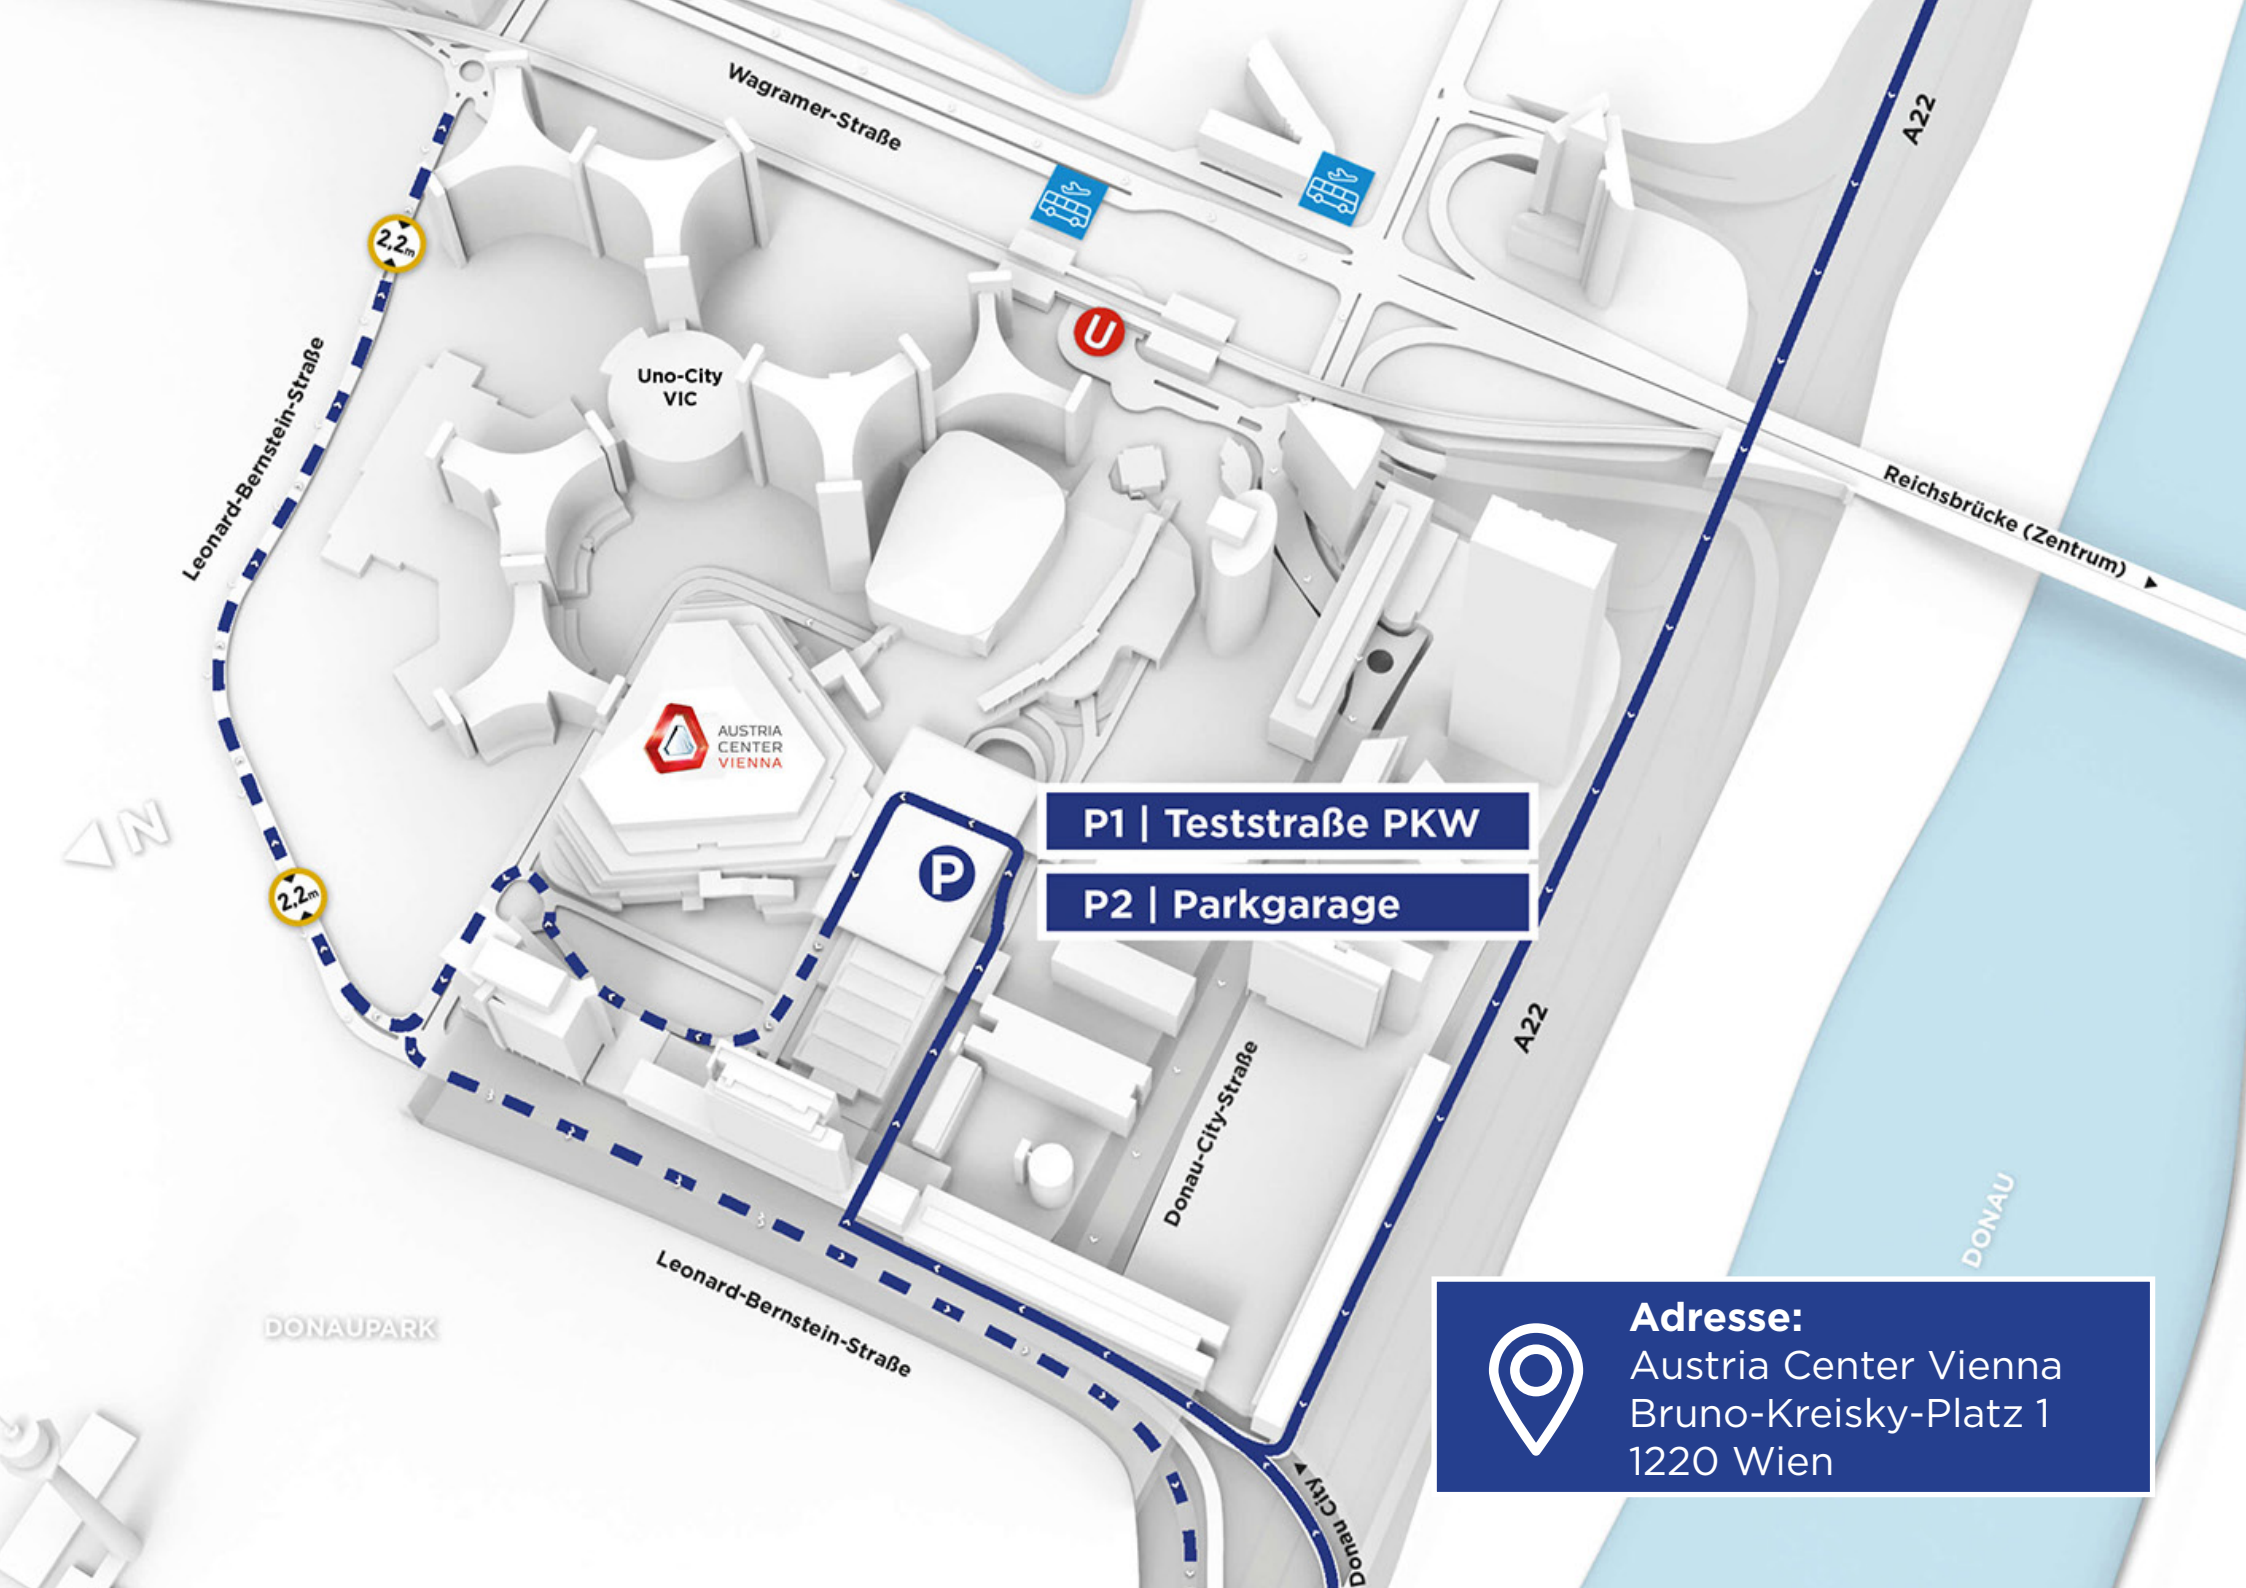 Wagramer-Straße
A22
2,2m
U
Leonard-Bernstein-Straße
Uno-City
VIC
Reichsbrücke (Zentrum)
AUSTRIA
CENTER
VIENNA
N
P1 | Teststraße PKW
P
P2 | Parkgarage
2,2m
A22
Donau-City-Straße
DONAU
Leonard-Bernstein-Straße
DONAUPARK
Donau City
Adresse:
Austria Center Vienna
Bruno-Kreisky-Platz 1
1220 Wien